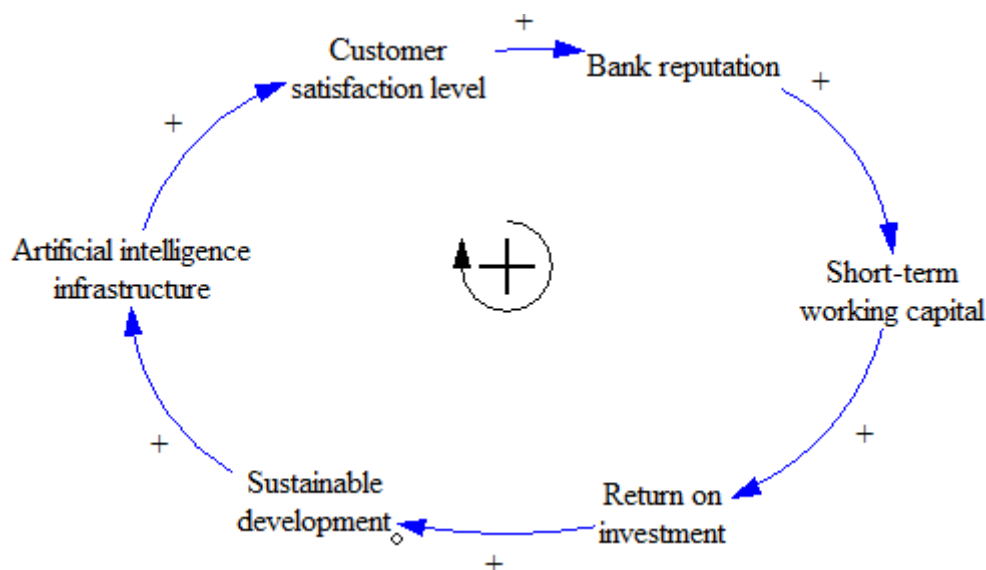 +
Customer
satisfaction level
Bank reputation
+
+
Artificial intelligence
infrastructure
+
Short-term
working capital
+
+
Sustainable
development
Return on
investment
+